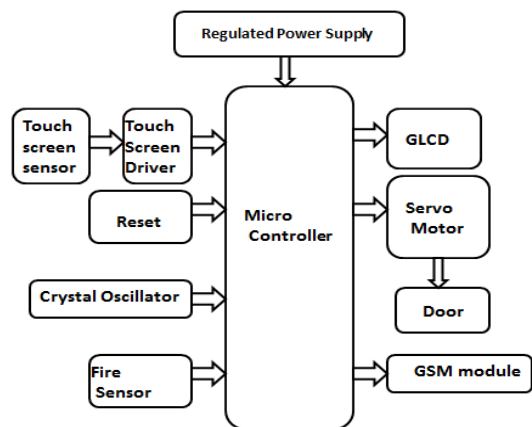 Regulated Power Supply
Touch
screen
sensor
Touch
Screen
Driver
GLCD
Reset
Micro
Controller
Servo
Motor
Crystal Oscillator
Door
Fire
Sensor
GSM module